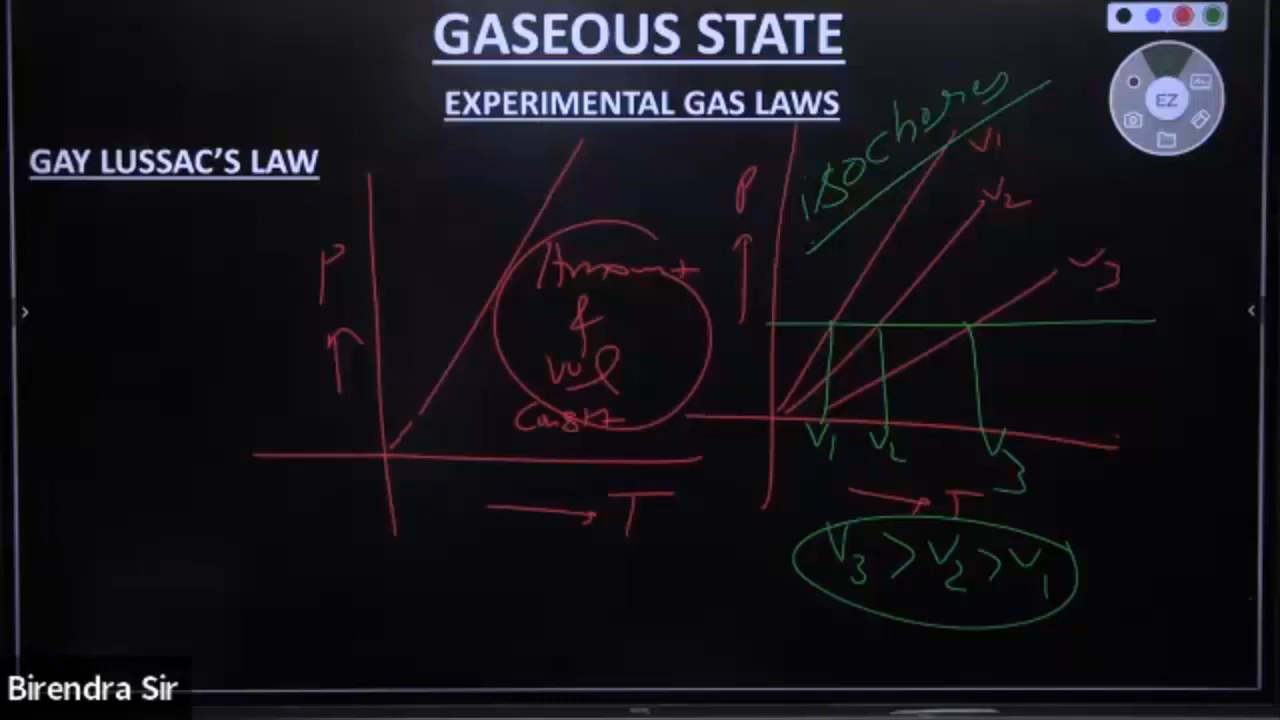 GASEOUS STATE
EXPERIMENTAL GAS LAWS
GAY LUSSAC'S LAW
isochores
P
Amount
&
vol
Const
T
P
V1
V2
V3
V1
V2
V3
T
V3 > V2 > V1
EZ
Birendra Sir